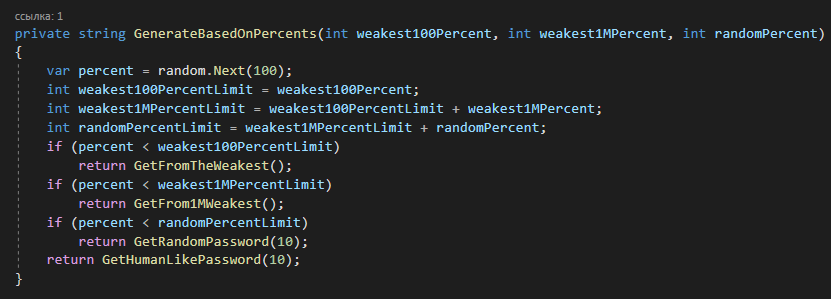 ссылка: 1
private string GenerateBasedOnPercents(int weakest100Percent, int weakest1MPercent, int randomPercent)
{
    var percent = random.Next(100);
    int weakest100PercentLimit = weakest100Percent;
    int weakest1MPercentLimit = weakest100PercentLimit + weakest1MPercent;
    int randomPercentLimit = weakest1MPercentLimit + randomPercent;
    if (percent < weakest100PercentLimit)
        return GetFromTheWeakest();
    if (percent < weakest1MPercentLimit)
        return GetFrom1MWeakest();
    if (percent < randomPercentLimit)
        return GetRandomPassword(10);
    return GetHumanLikePassword(10);
}